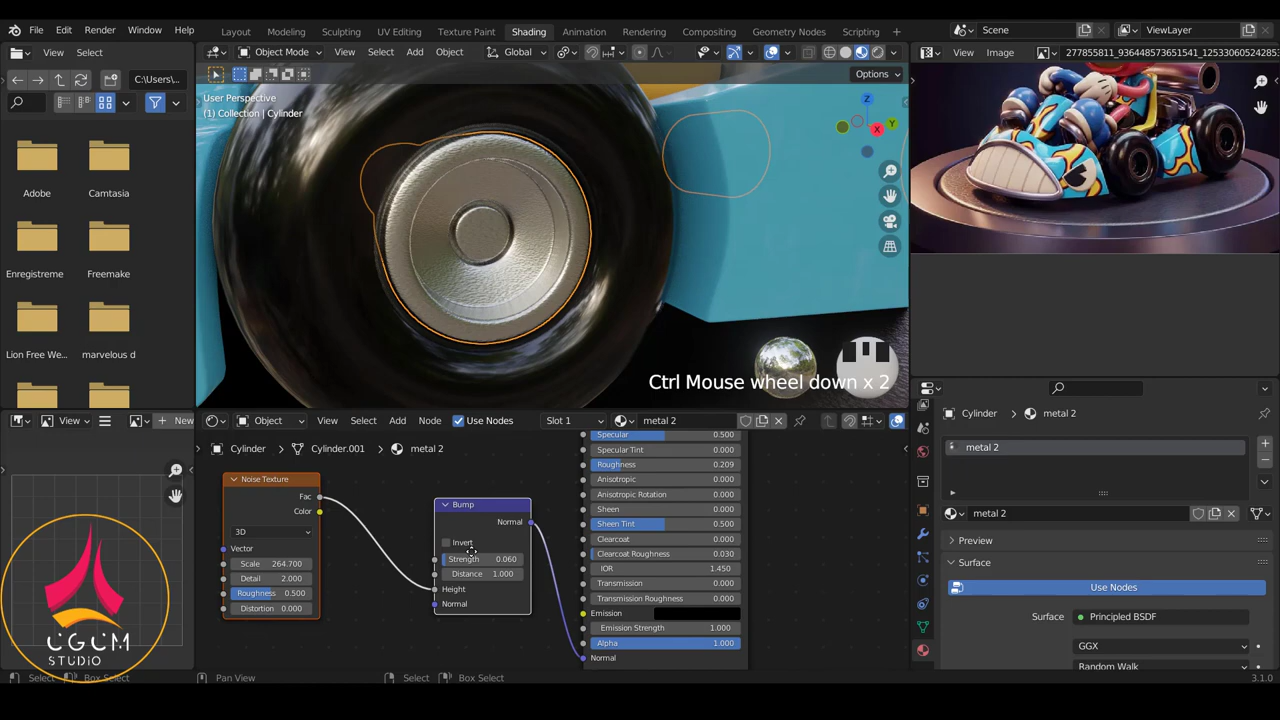 File Edit Render Window Help Layout Modeling Sculpting UV Editing Texture Paint Shading Animation Rendering Compositing Geometry Nodes Scripting Scene ViewLayer
View Select Object Mode View Select Add Object Global View Image 277855811_936448573651541_125330605242853
C:\Users\... Options
User Perspective
(1) Collection | Cylinder
Z
Y
X
Adobe Camtasia
Enregistreme Freemake
Lion Free We... marvelous d
Ctrl Mouse wheel down x 2
View New Object View Select Add Node Use Nodes Slot 1 metal 2 Cylinder metal 2
Cylinder Cylinder.001 metal 2
metal 2
Noise Texture
Fac
Color
3D
Vector
Scale 264.700
Detail 2.000
Roughness 0.500
Distortion 0.000
Bump
Normal
Invert
Strength 0.060
Distance 1.000
Height
Normal
Specular 0.500
Specular Tint 0.000
Roughness 0.209
Anisotropic 0.000
Anisotropic Rotation 0.000
Sheen 0.000
Sheen Tint 0.500
Clearcoat 0.000
Clearcoat Roughness 0.030
IOR 1.450
Transmission 0.000
Transmission Roughness 0.000
Emission
Emission Strength 1.000
Alpha 1.000
Normal
metal 2
Preview
Surface
Use Nodes
Surface Principled BSDF
GGX
Random Walk
CGCM
STUDIO
Select Box Select Pan View Select Box Select 3.1.0